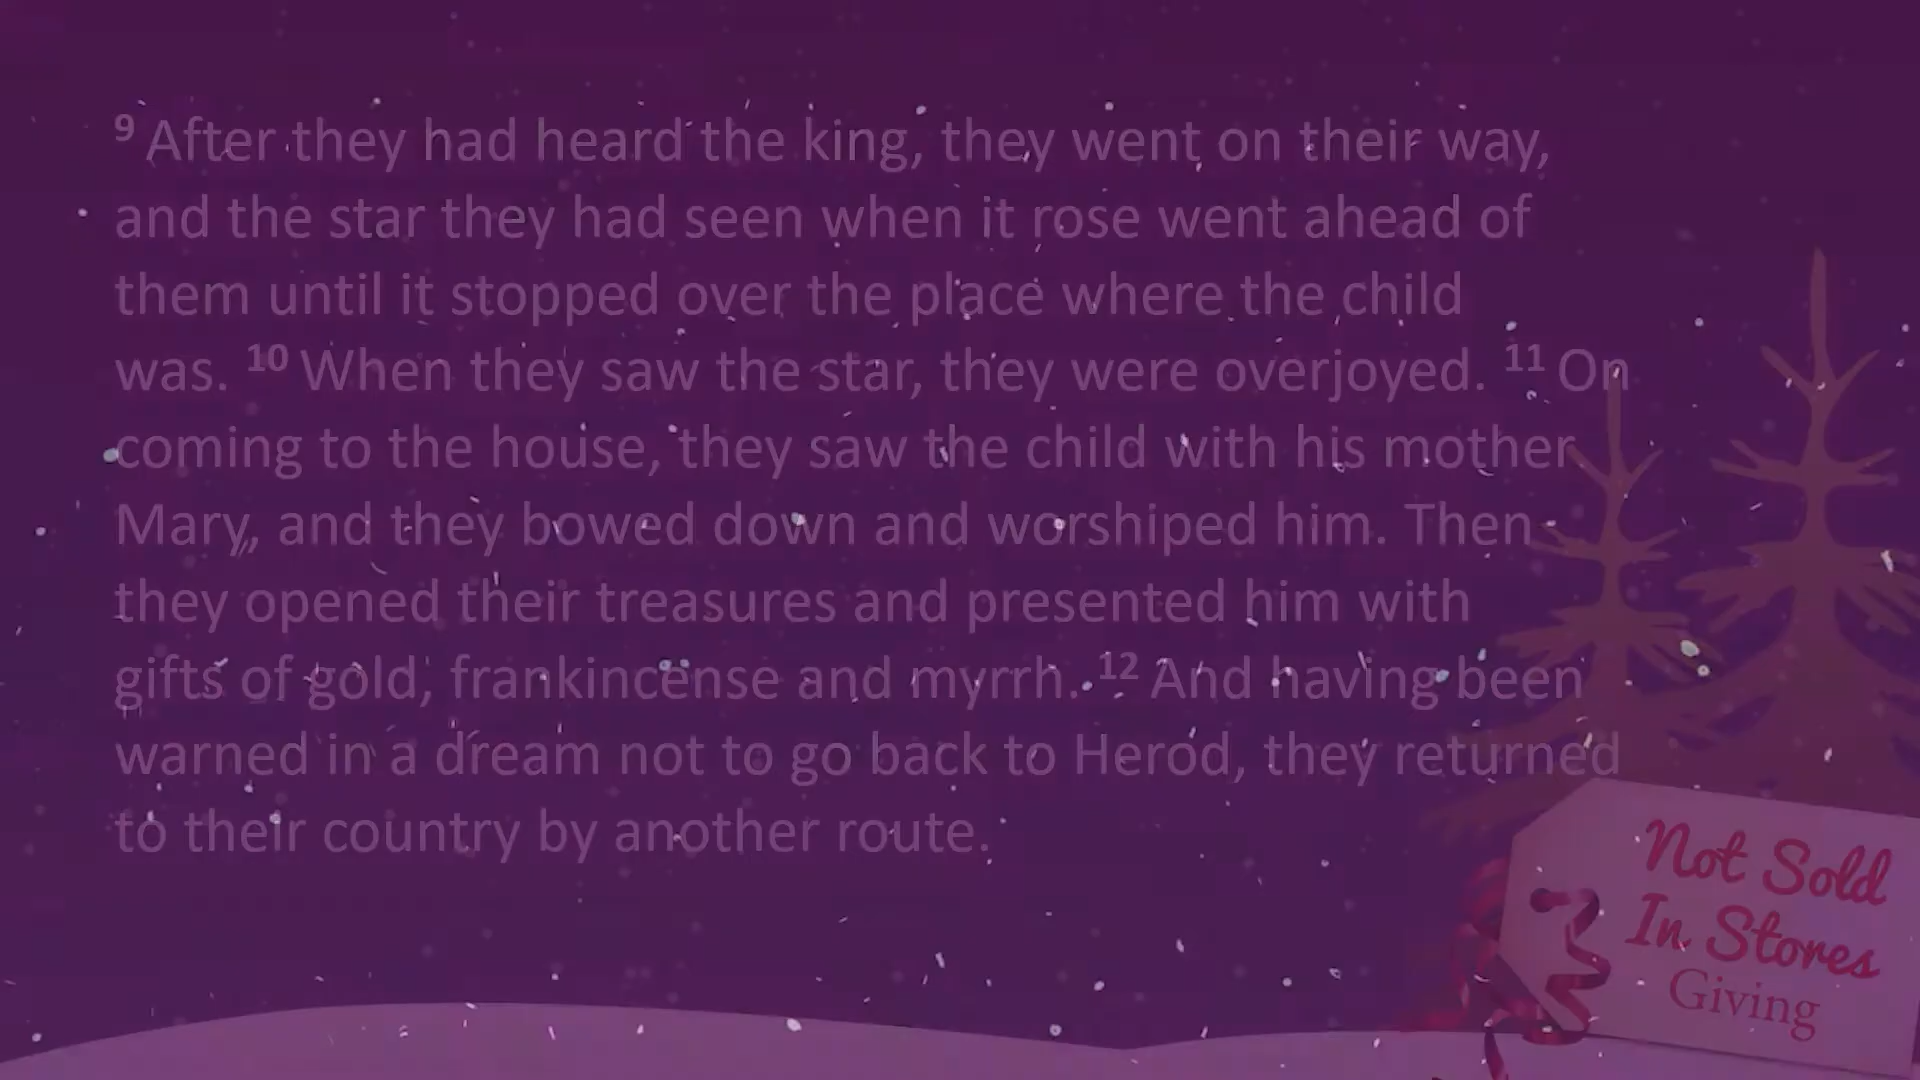 9 After they had heard the king, they went on their way,
and the star they had seen when it rose went ahead of
them until it stopped over the place where the child
was. 10 When they saw the star, they were overjoyed. 11 On
coming to the house, they saw the child with his mother
Mary, and they bowed down and worshiped him. Then
they opened their treasures and presented him with
gifts of gold, frankincense and myrrh. 12 And having been
warned in a dream not to go back to Herod, they returned
to their country by another route.
Not Sold
In Stores
Giving